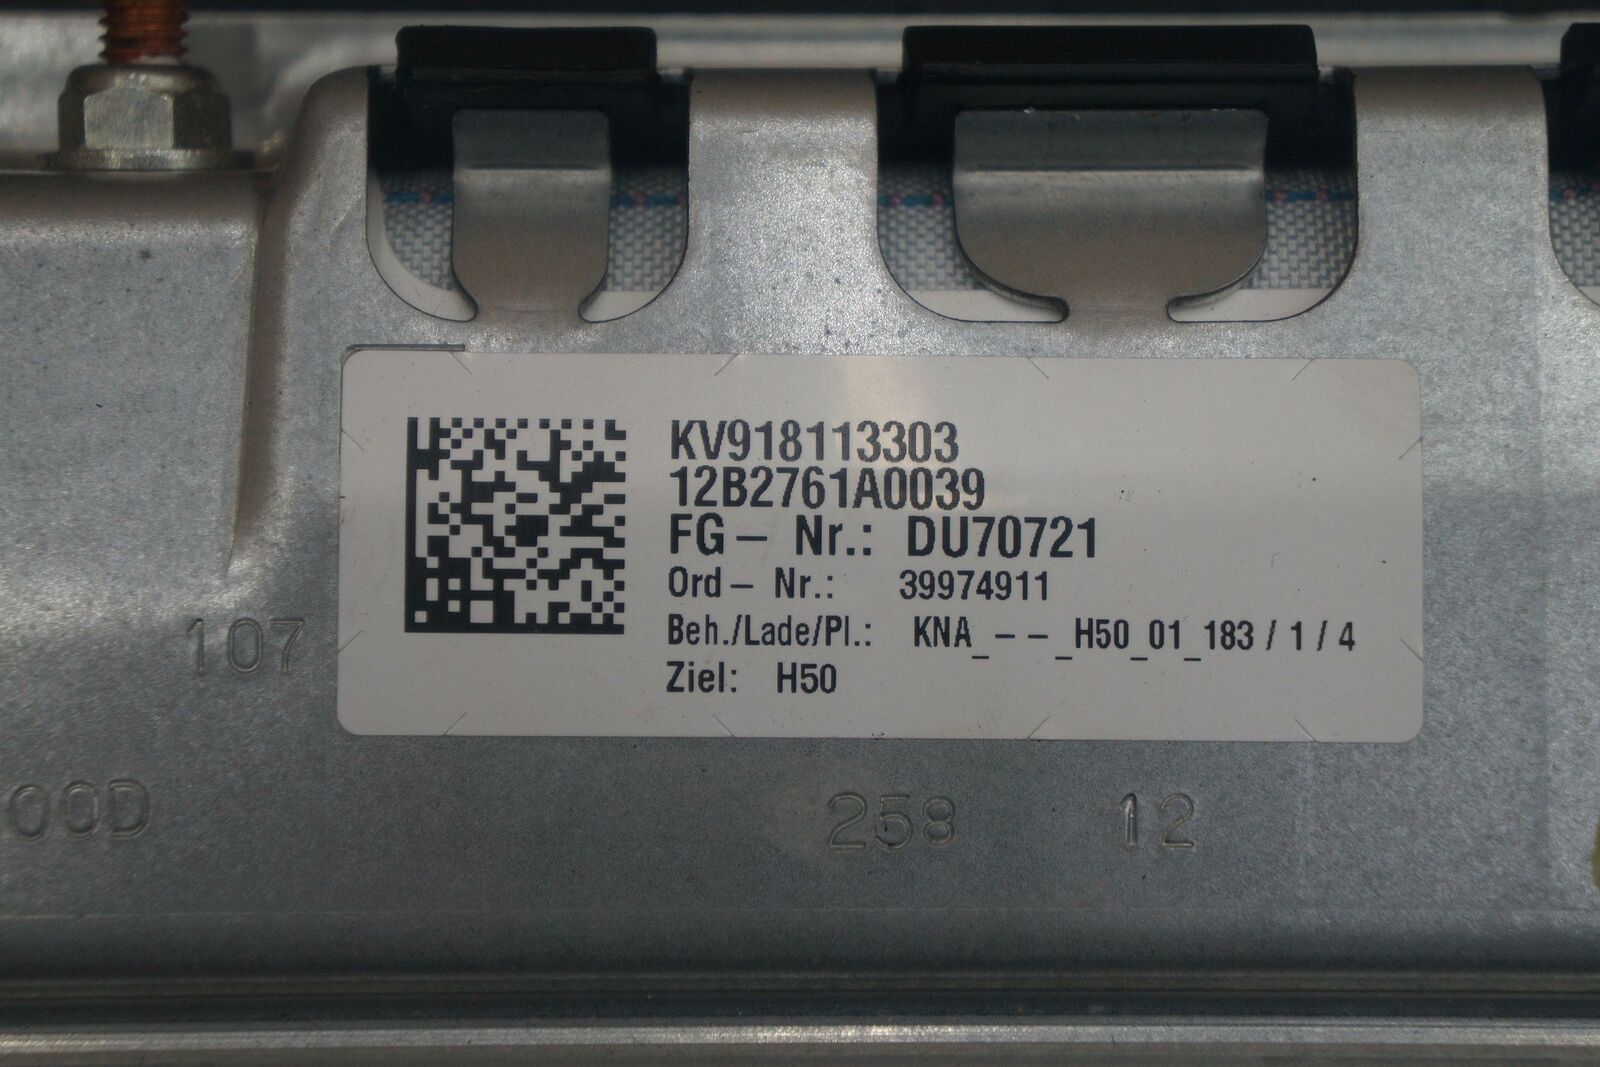 KV918113303
12B2761A0039
FG – Nr.: DU70721
Ord – Nr.: 39974911
Beh./Lade/Pl.: KNA_ – – _H50_01_183 / 1 / 4
Ziel: H50
107
00D
258 12